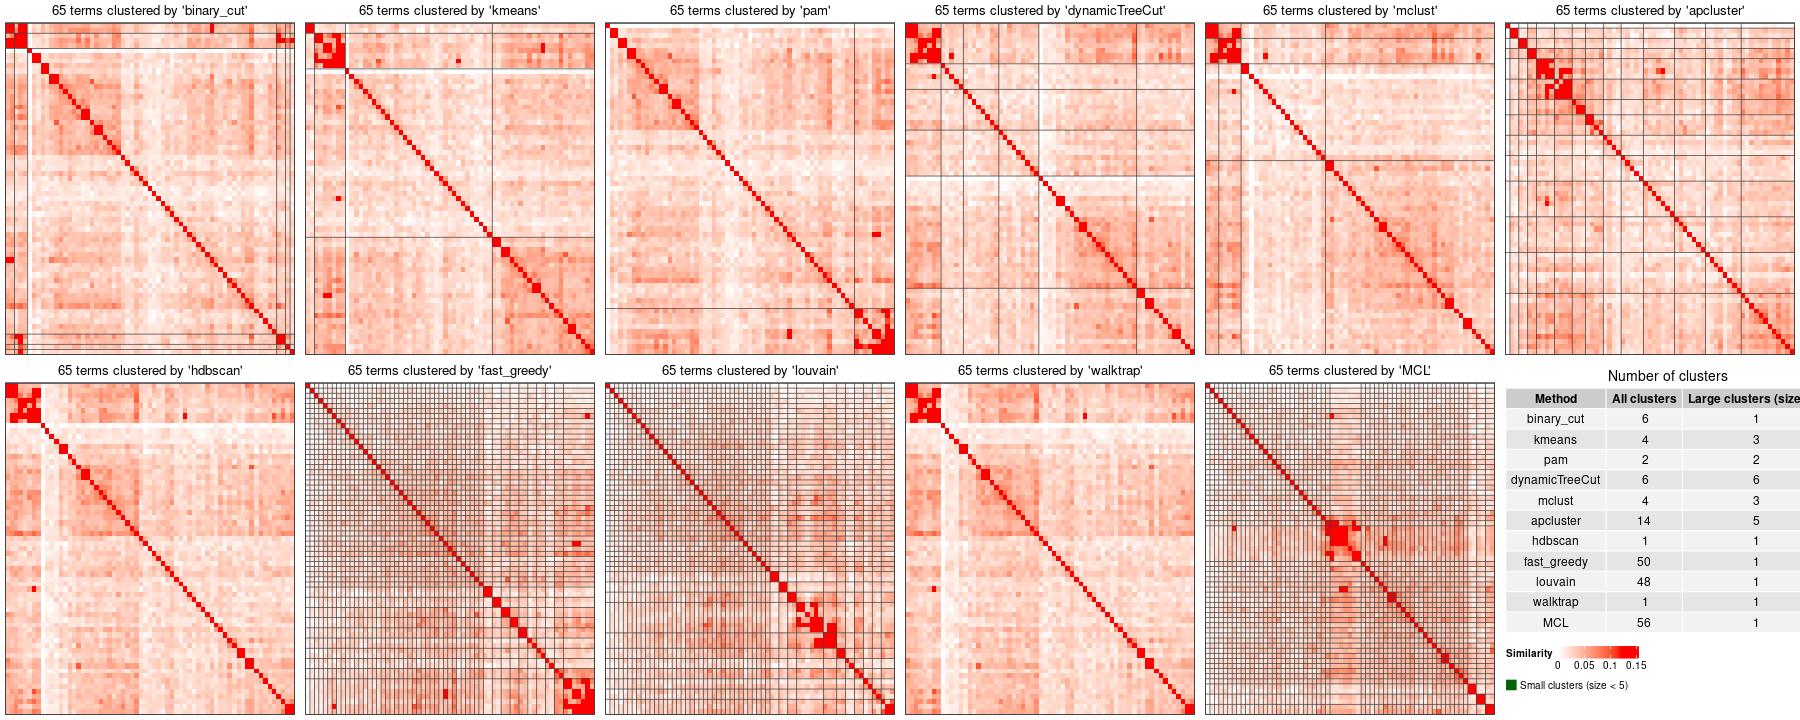 65 terms clustered by 'binary_cut'
65 terms clustered by 'kmeans'
65 terms clustered by 'pam'
65 terms clustered by 'dynamicTreeCut'
65 terms clustered by 'mclust'
65 terms clustered by 'apcluster'
65 terms clustered by 'hdbscan'
65 terms clustered by 'fast_greedy'
65 terms clustered by 'louvain'
65 terms clustered by 'walktrap'
65 terms clustered by 'MCL'
Number of clusters
Method All clusters Large clusters (size
binary_cut 6 1
kmeans 4 3
pam 2 2
dynamicTreeCut 6 6
mclust 4 3
apcluster 14 5
hdbscan 1 1
fast_greedy 50 1
louvain 48 1
walktrap 1 1
MCL 56 1
Similarity
0 0.05 0.1 0.15
Small clusters (size < 5)